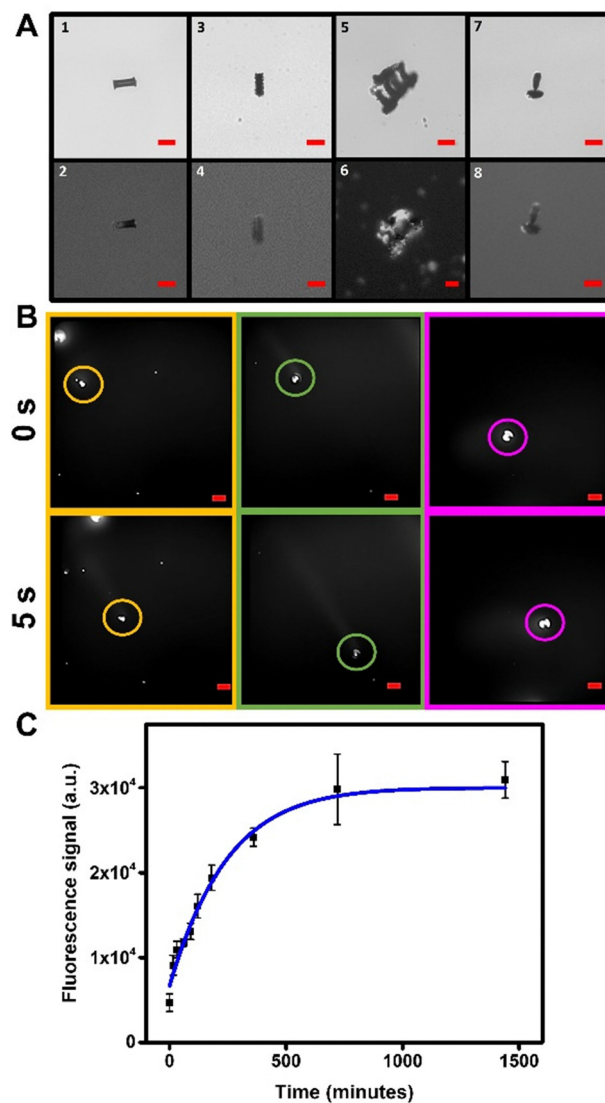 A
1 3 5 7
2 4 6 8
B
0 s
5 s
C
Fluorescence signal (a.u.)
3x10⁴
2x10⁴
1x10⁴
0
0 500 1000 1500
Time (minutes)